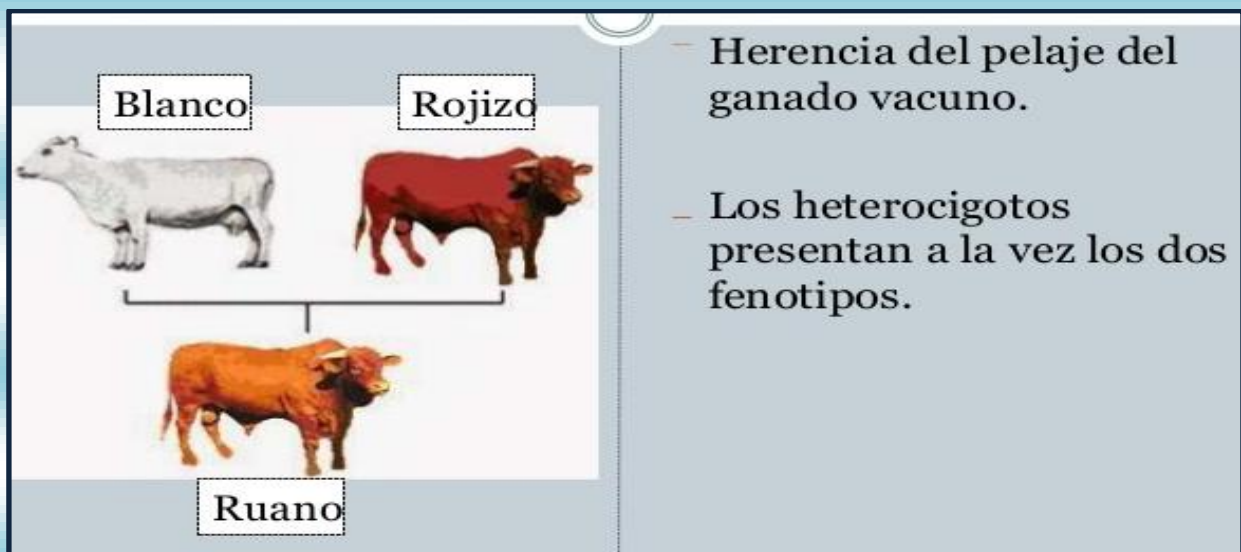 Blanco
Rojizo
Ruano
– Herencia del pelaje del
ganado vacuno.
– Los heterocigotos
presentan a la vez los dos
fenotipos.